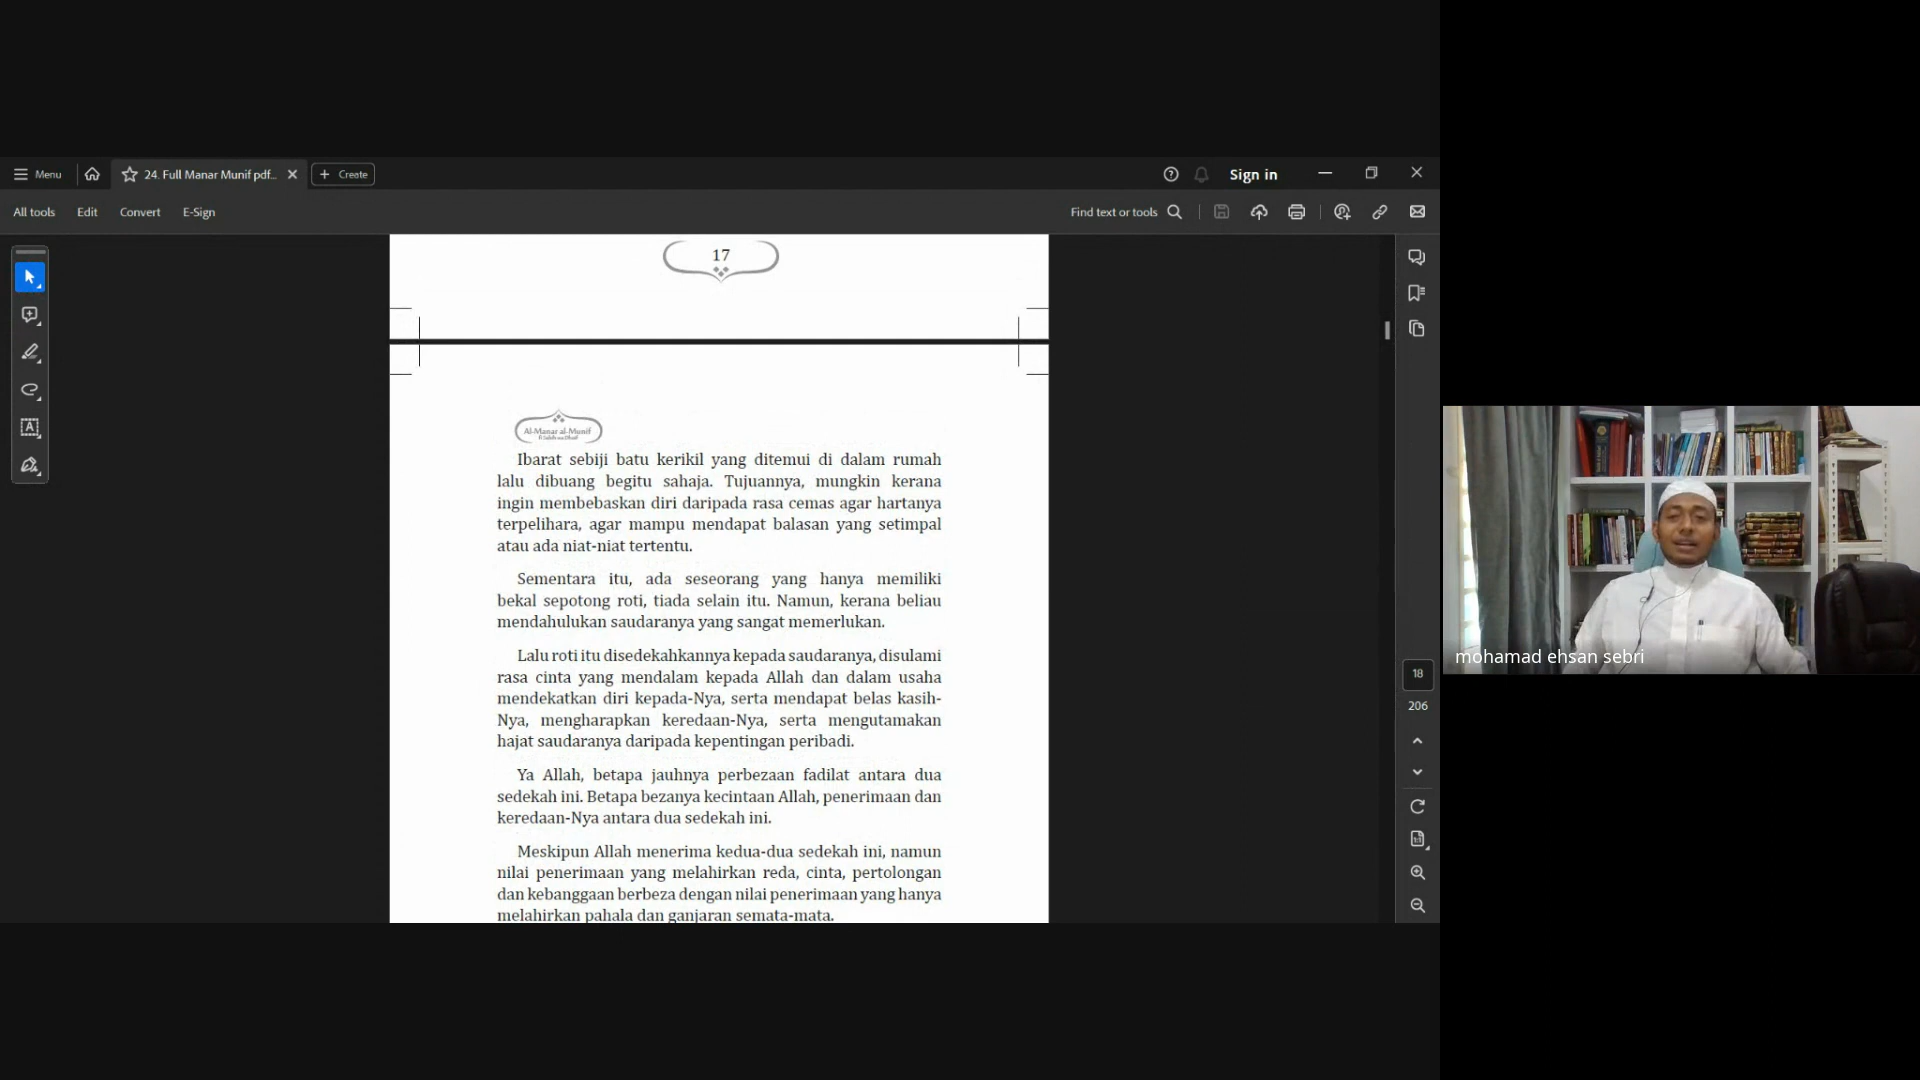 Menu
24. Full Manar Munif pdf...
Create
Sign in
All tools
Edit
Convert
E-Sign
Find text or tools
17
Al-Manar al-Munif
Ibarat sebiji batu kerikil yang ditemui di dalam rumah
lalu dibuang begitu sahaja. Tujuannya, mungkin kerana
ingin membebaskan diri daripada rasa cemas agar hartanya
terpelihara, agar mampu mendapat balasan yang setimpal
atau ada niat-niat tertentu.
Sementara itu, ada seseorang yang hanya memiliki
bekal sepotong roti, tiada selain itu. Namun, kerana beliau
mendahulukan saudaranya yang sangat memerlukan.
Lalu roti itu disedekahkannya kepada saudaranya, disulami
rasa cinta yang mendalam kepada Allah dan dalam usaha
mendekatkan diri kepada-Nya, serta mendapat belas kasih-
Nya, mengharapkan keredaan-Nya, serta mengutamakan
hajat saudaranya daripada kepentingan peribadi.
Ya Allah, betapa jauhnya perbezaan fadilat antara dua
sedekah ini. Betapa bezanya kecintaan Allah, penerimaan dan
keredaan-Nya antara dua sedekah ini.
Meskipun Allah menerima kedua-dua sedekah ini, namun
nilai penerimaan yang melahirkan reda, cinta, pertolongan
dan kebanggaan berbeza dengan nilai penerimaan yang hanya
melahirkan pahala dan ganjaran semata-mata.
18
206
mohamad ehsan sebri